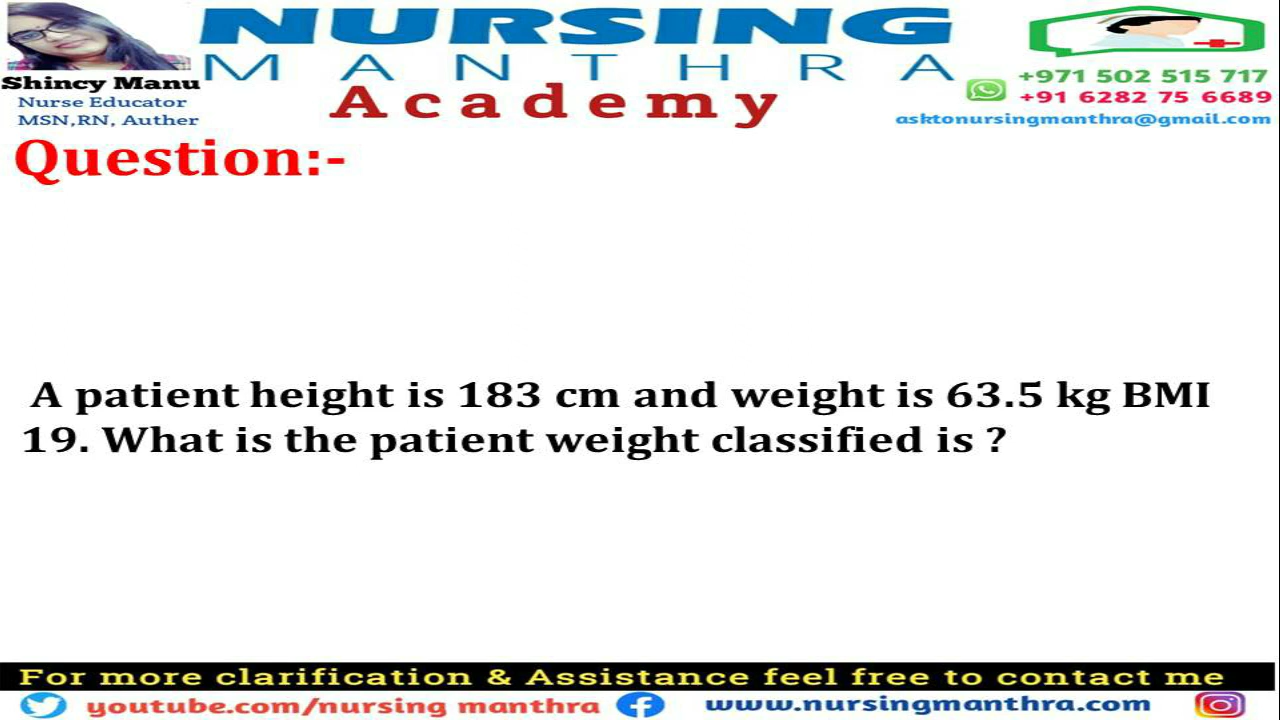 NURSING
MANTHRA
Academy
Shincy Manu
Nurse Educator
MSN,RN, Auther
+971 502 515 717
+91 6282 75 6689
asktonursingmanthra@gmail.com
Question:-
A patient height is 183 cm and weight is 63.5 kg BMI
19. What is the patient weight classified is ?
For more clarification & Assistance feel free to contact me
youtube.com/nursing manthra
www.nursingmanthra.com